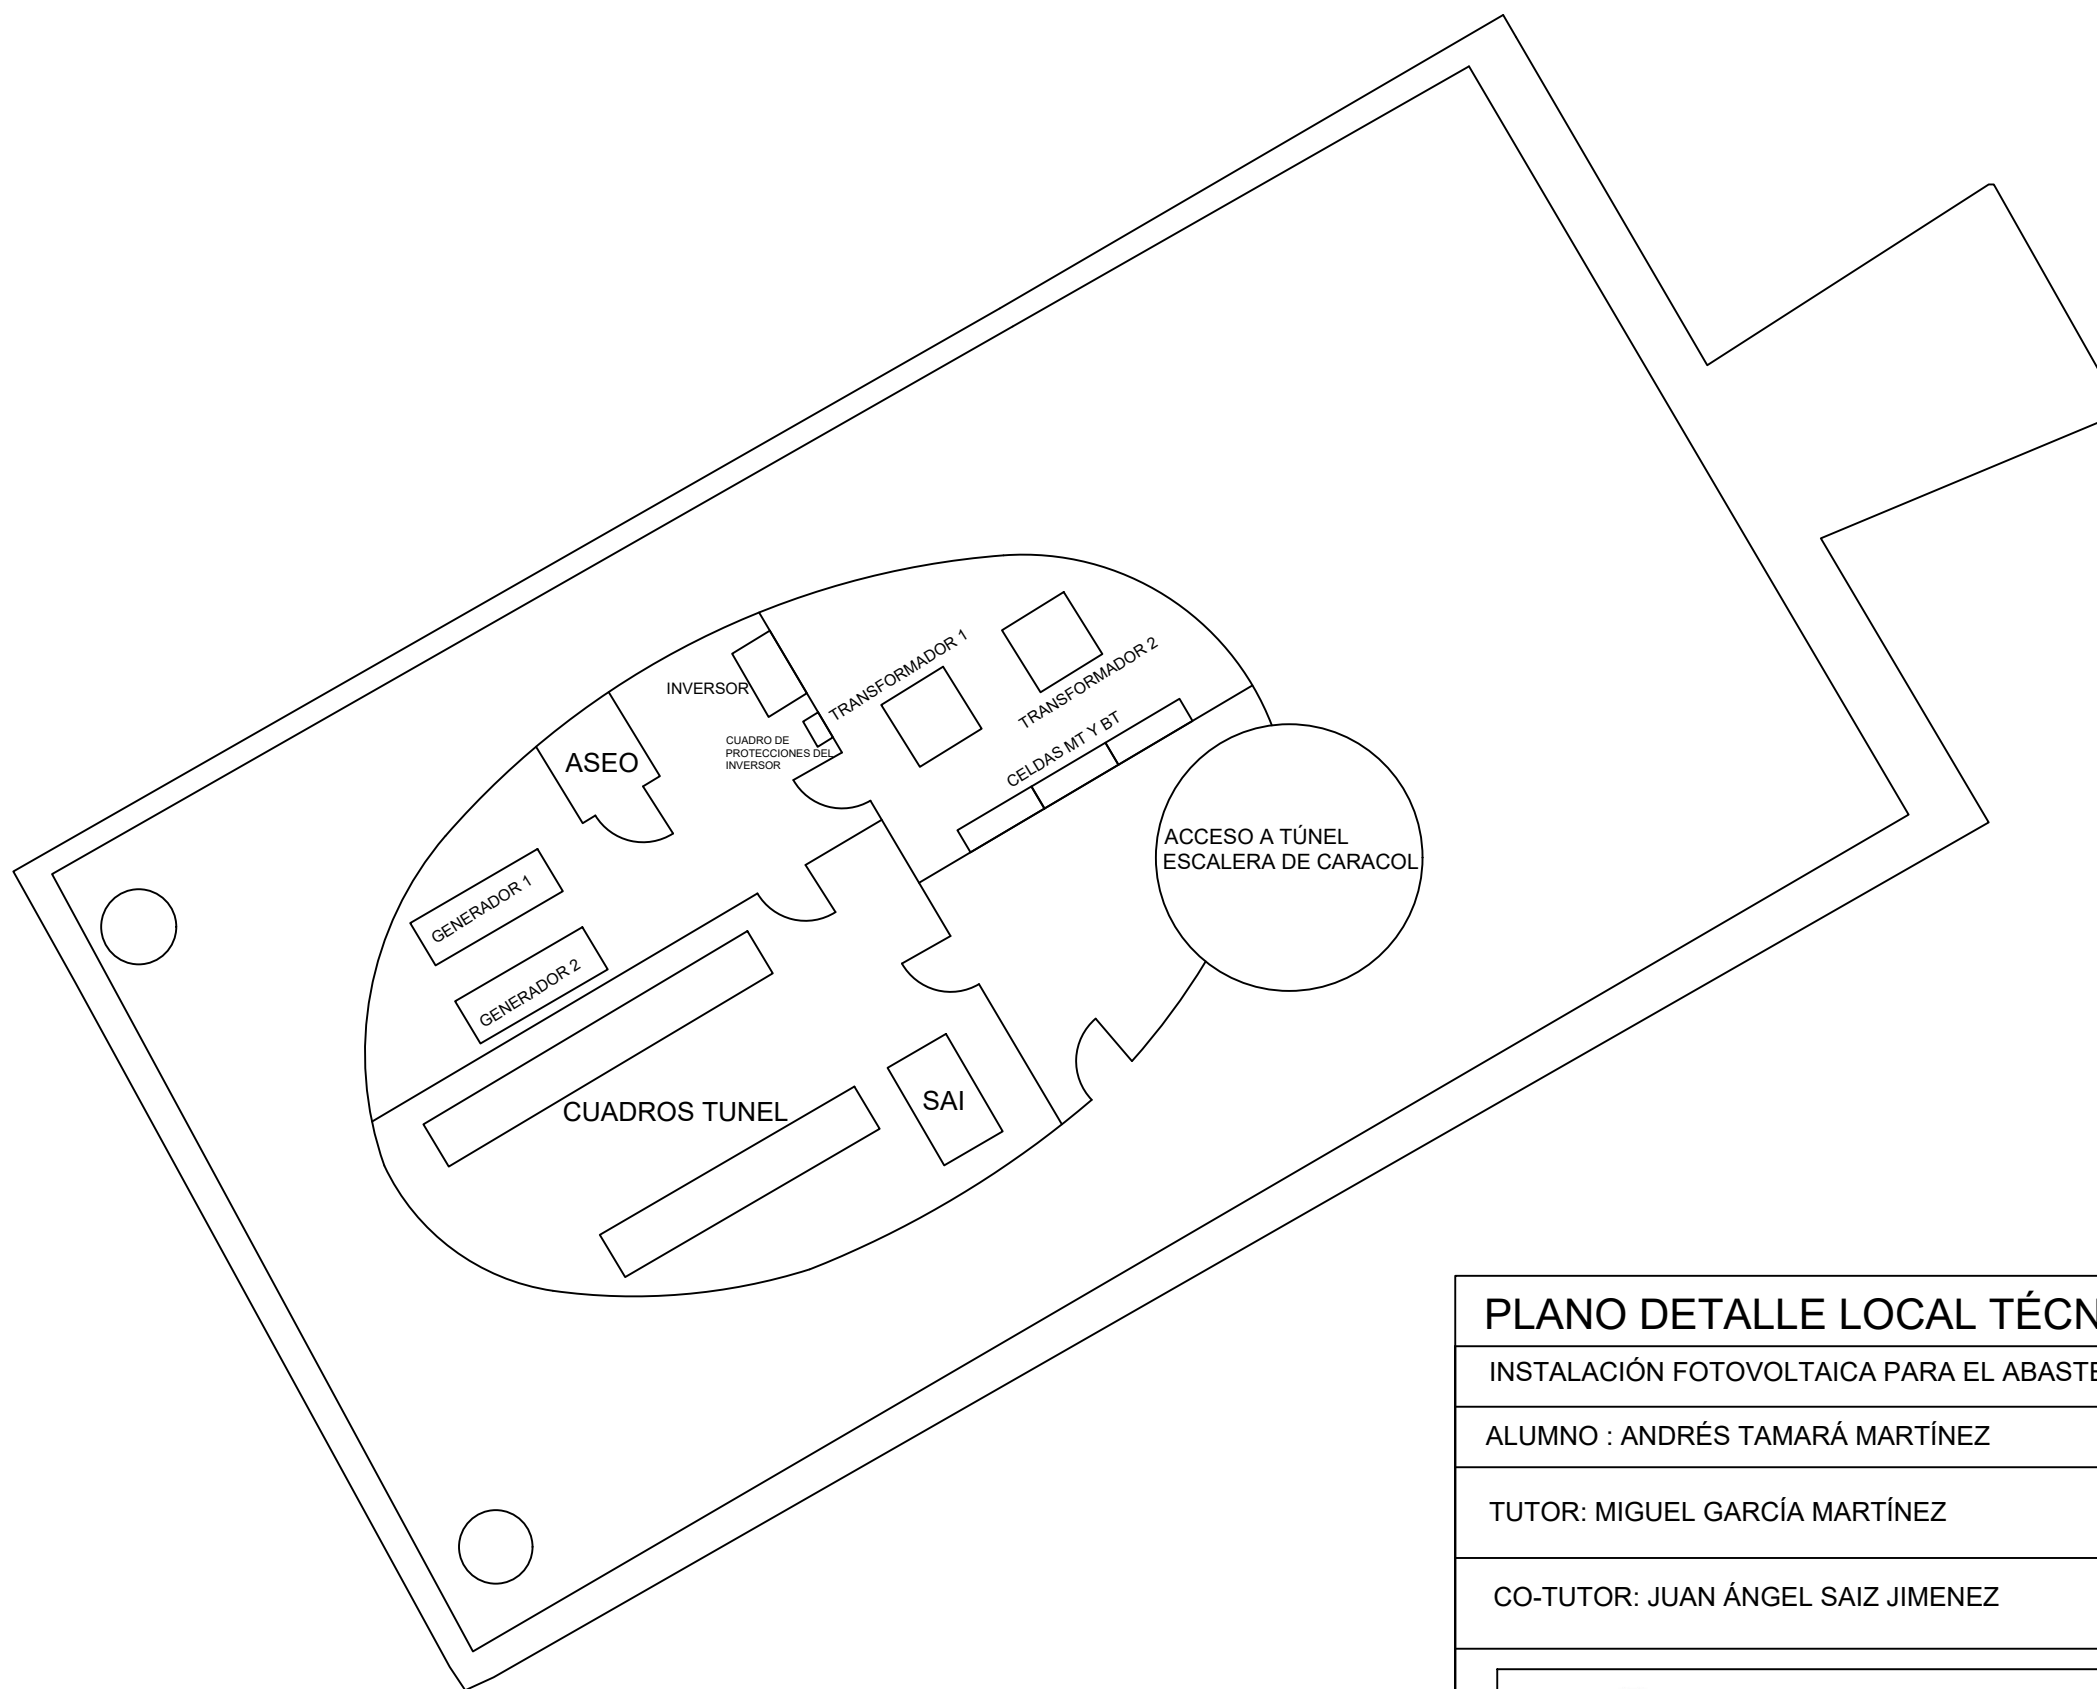 TRANSFORMADOR 1
TRANSFORMADOR 2
INVERSOR
CUADRO DE
PROTECCIONES DEL
INVERSOR
ASEO
CELDAS MT Y BT
ACCESO A TÚNEL
ESCALERA DE CARACOL
GENERADOR 1
GENERADOR 2
CUADROS TUNEL
SAI
PLANO DETALLE LOCAL TÉCN
INSTALACIÓN FOTOVOLTAICA PARA EL ABASTE
ALUMNO : ANDRÉS TAMARÁ MARTÍNEZ
TUTOR: MIGUEL GARCÍA MARTÍNEZ
CO-TUTOR: JUAN ÁNGEL SAIZ JIMENEZ